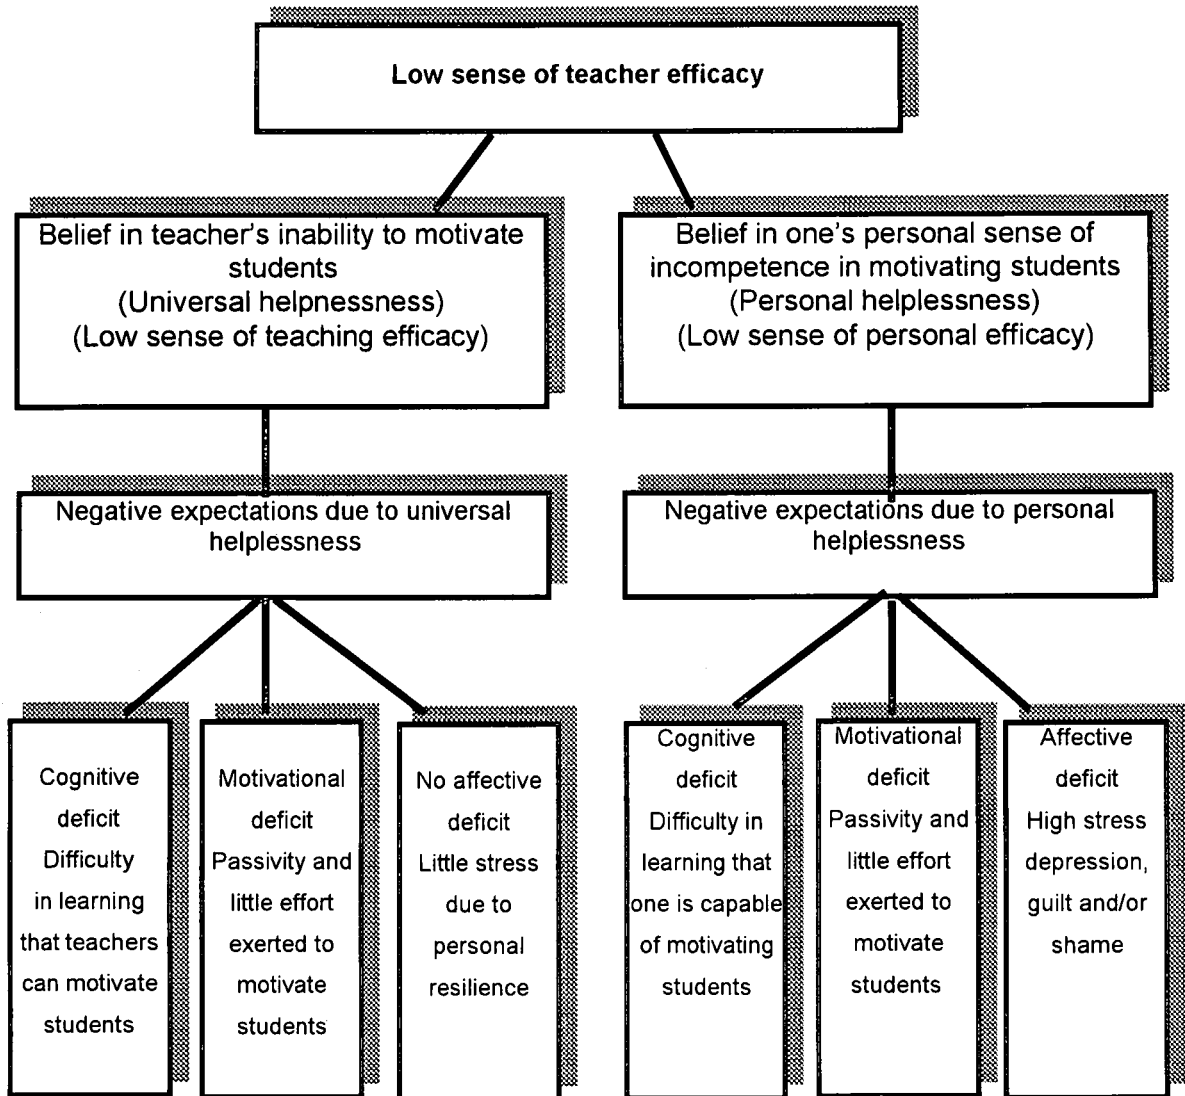 Low sense of teacher efficacy
Belief in teacher's inability to motivate
students
(Universal helpnessness)
(Low sense of teaching efficacy)
Belief in one's personal sense of
incompetence in motivating students
(Personal helplessness)
(Low sense of personal efficacy)
Negative expectations due to universal
helplessness
Negative expectations due to personal
helplessness
Cognitive
deficit
Difficulty
in learning
that teachers
can motivate
students
Motivational
deficit
Passivity and
little effort
exerted to
motivate
students
No affective
deficit
Little stress
due to
personal
resilience
Cognitive
deficit
Difficulty in
learning that
one is capable
of motivating
students
Motivational
deficit
Passivity and
little effort
exerted to
motivate
students
Affective
deficit
High stress
depression,
guilt and/or
shame